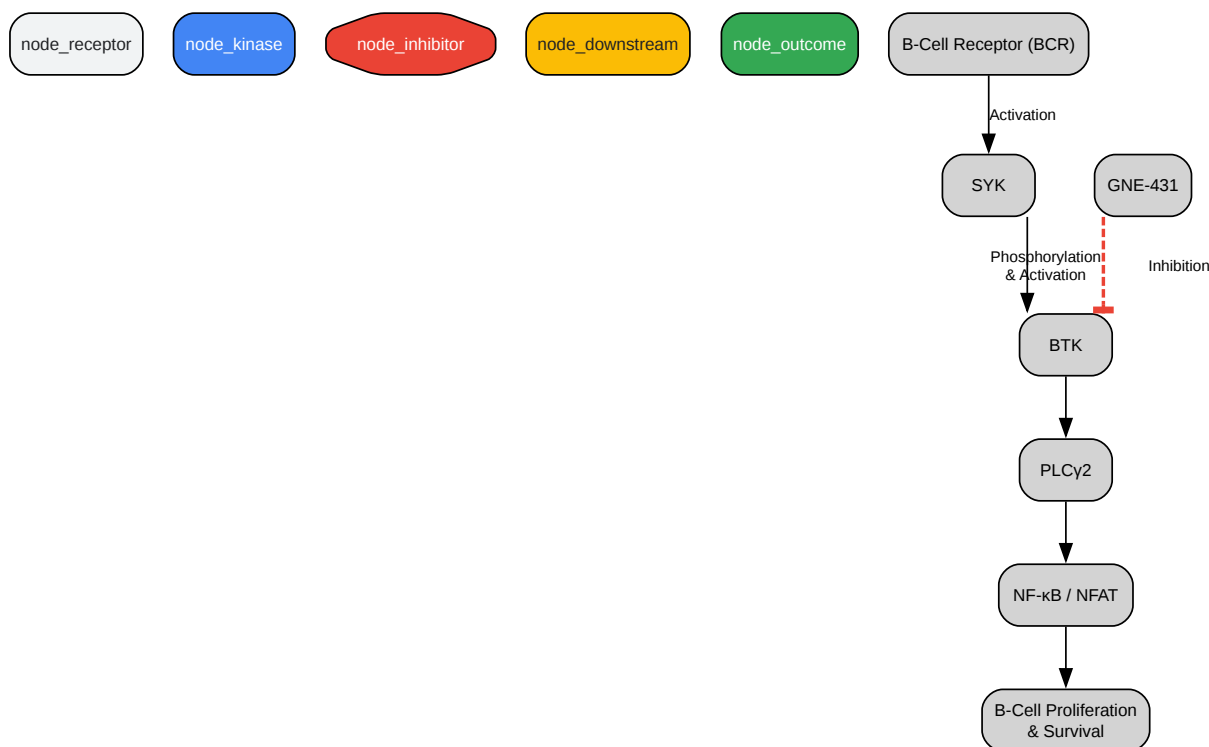 node_receptor
node_kinase
node_inhibitor
node_downstream
node_outcome
B-Cell Receptor (BCR)
Activation
SYK
GNE-431
Phosphorylation
& Activation
Inhibition
BTK
PLCγ2
NF-κB / NFAT
B-Cell Proliferation
& Survival